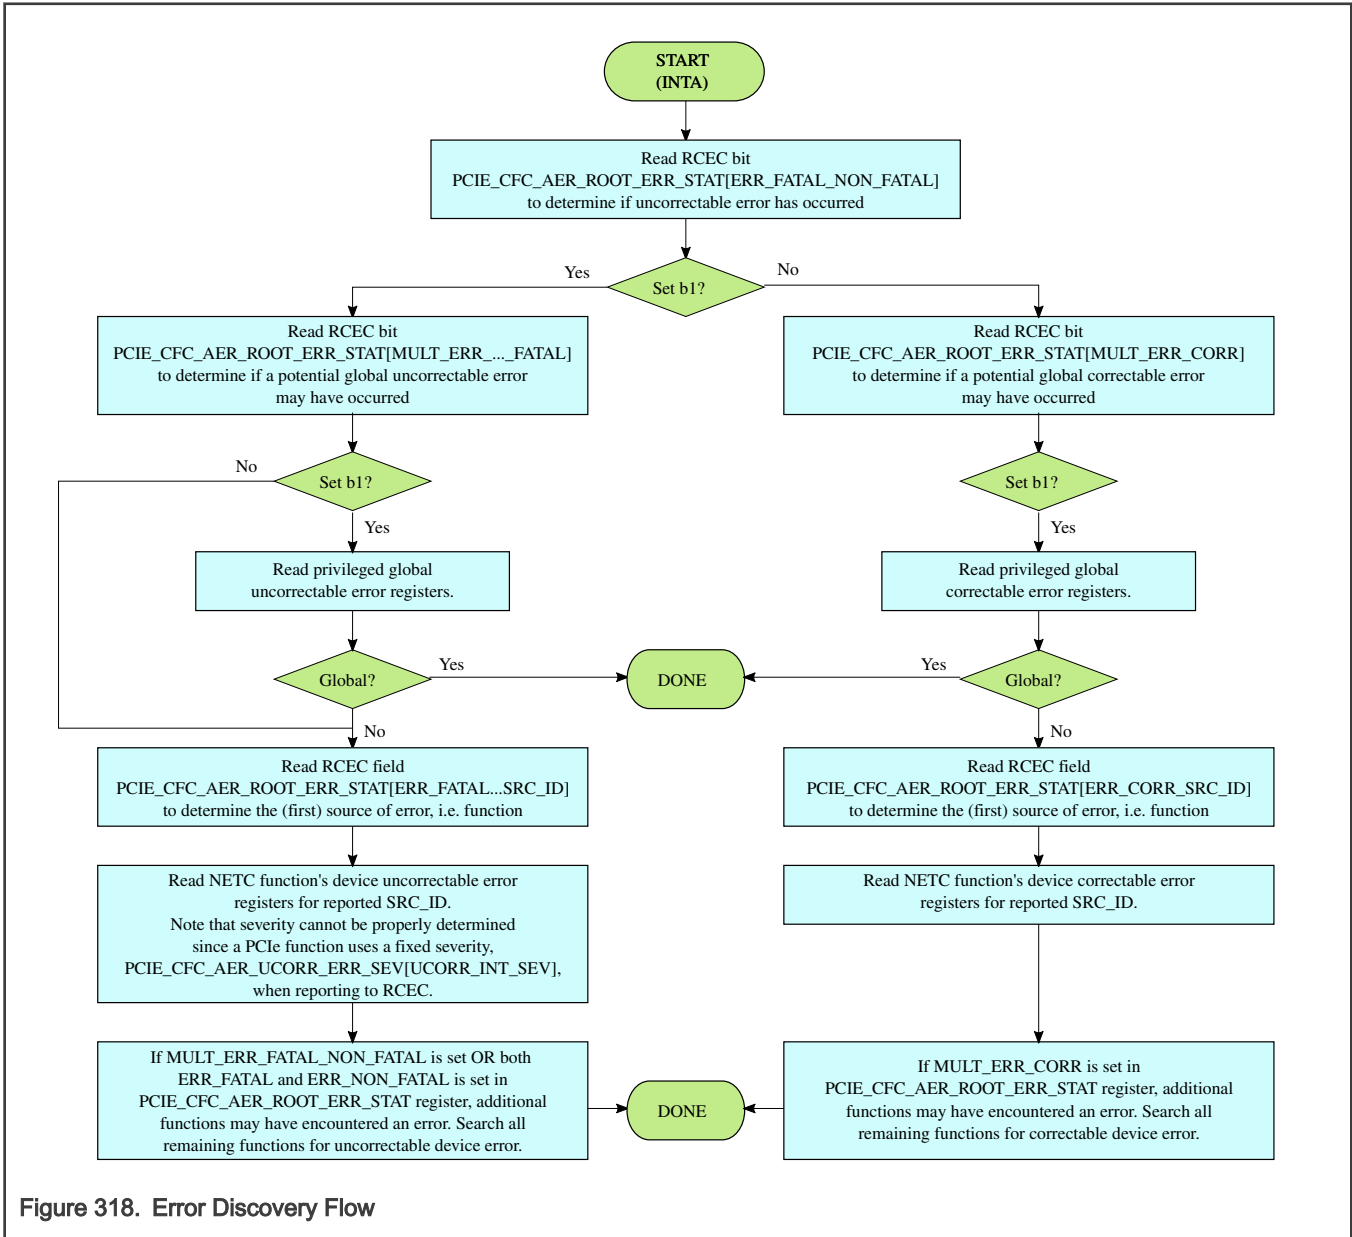 START
(INTA)
Read RCEC bit
PCIE_CFC_AER_ROOT_ERR_STAT[ERR_FATAL_NON_FATAL]
to determine if uncorrectable error has occurred
Set b1?
Yes
No
Read RCEC bit
PCIE_CFC_AER_ROOT_ERR_STAT[MULT_ERR_..._FATAL]
to determine if a potential global uncorrectable error
may have occurred
Read RCEC bit
PCIE_CFC_AER_ROOT_ERR_STAT[MULT_ERR_CORR]
to determine if a potential global correctable error
may have occurred
No
Set b1?
Yes
Set b1?
Yes
Read privileged global
uncorrectable error registers.
Read privileged global
correctable error registers.
Global?
Yes
DONE
Yes
Global?
No
No
Read RCEC field
PCIE_CFC_AER_ROOT_ERR_STAT[ERR_FATAL...SRC_ID]
to determine the (first) source of error, i.e. function
Read RCEC field
PCIE_CFC_AER_ROOT_ERR_STAT[ERR_CORR_SRC_ID]
to determine the (first) source of error, i.e. function
Read NETC function's device uncorrectable error
registers for reported SRC_ID.
Note that severity cannot be properly determined
since a PCIe function uses a fixed severity,
PCIE_CFC_AER_UCORR_ERR_SEV[UCORR_INT_SEV],
when reporting to RCEC.
Read NETC function's device correctable error
registers for reported SRC_ID.
If MULT_ERR_FATAL_NON_FATAL is set OR both
ERR_FATAL and ERR_NON_FATAL is set in
PCIE_CFC_AER_ROOT_ERR_STAT register, additional
functions may have encountered an error. Search all
remaining functions for uncorrectable device error.
DONE
If MULT_ERR_CORR is set in
PCIE_CFC_AER_ROOT_ERR_STAT register, additional
functions may have encountered an error. Search all
remaining functions for correctable device error.
Figure 318. Error Discovery Flow